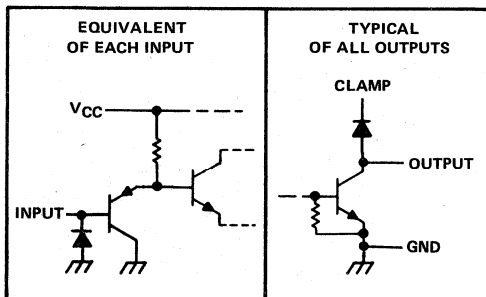 EQUIVALENT
OF EACH INPUT
VCC
INPUT
TYPICAL
OF ALL OUTPUTS
CLAMP
OUTPUT
GND